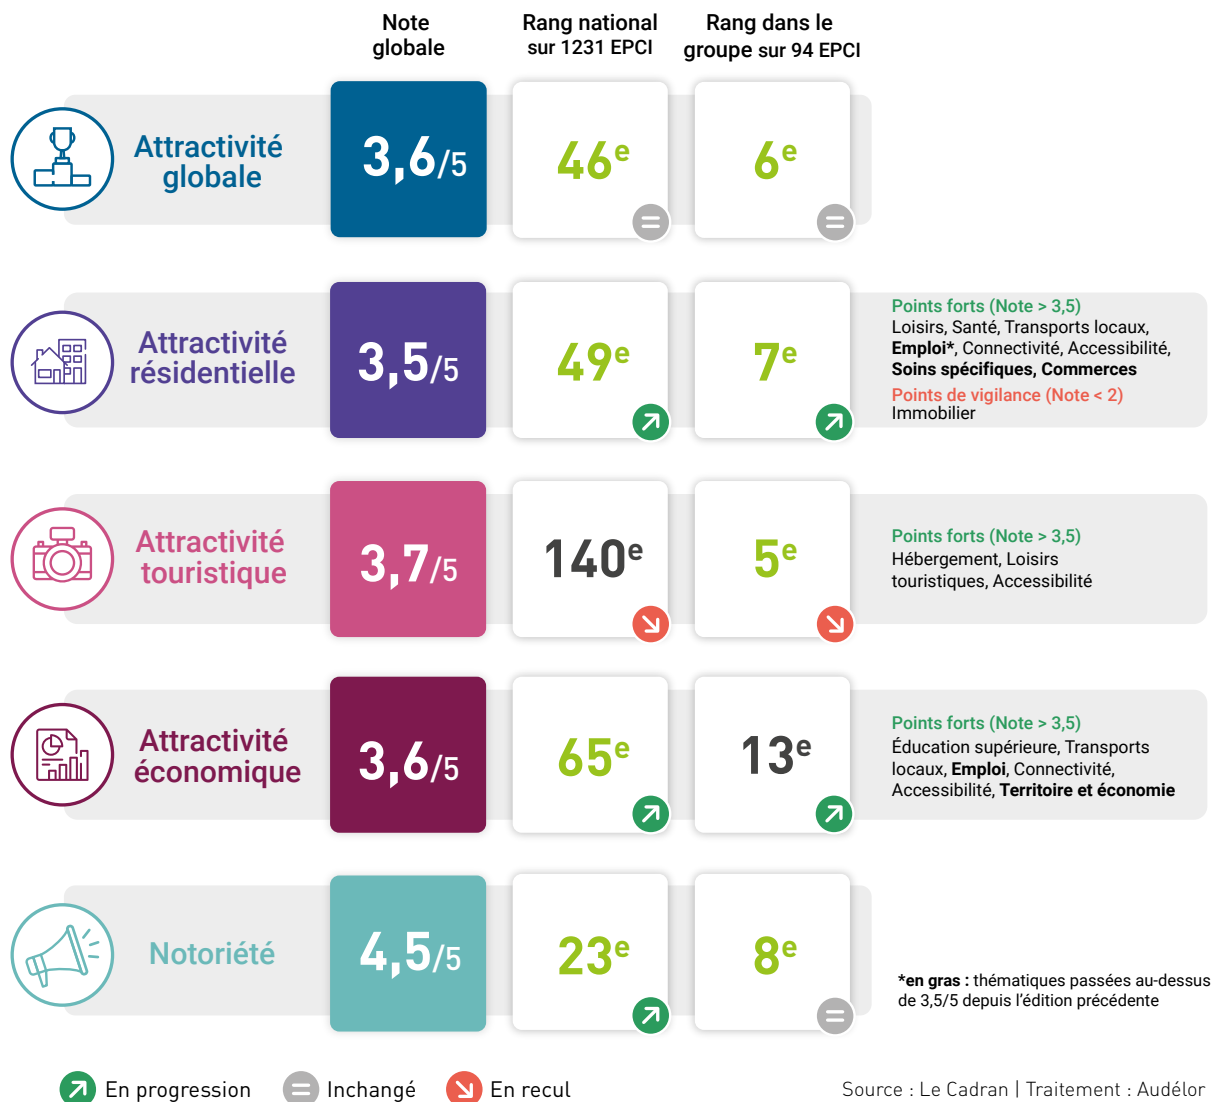 Note
globale
Rang national
sur 1231 EPCI
Rang dans le
groupe sur 94 EPCI
Attractivité
globale
3,6/5
46e
6e
Attractivité
résidentielle
3,5/5
49e
7e
Points forts (Note > 3,5)
Loisirs, Santé, Transports locaux,
Emploi*, Connectivité, Accessibilité,
Soins spécifiques, Commerces
Points de vigilance (Note < 2)
Immobilier
Attractivité
touristique
3,7/5
140e
5e
Points forts (Note > 3,5)
Hébergement, Loisirs
touristiques, Accessibilité
Attractivité
économique
3,6/5
65e
13e
Points forts (Note > 3,5)
Éducation supérieure, Transports
locaux, Emploi, Connectivité,
Accessibilité, Territoire et économie
Notoriété
4,5/5
23e
8e
*en gras : thématiques passées au-dessus
de 3,5/5 depuis l'édition précédente
En progression
Inchangé
En recul
Source : Le Cadran | Traitement : Audélor